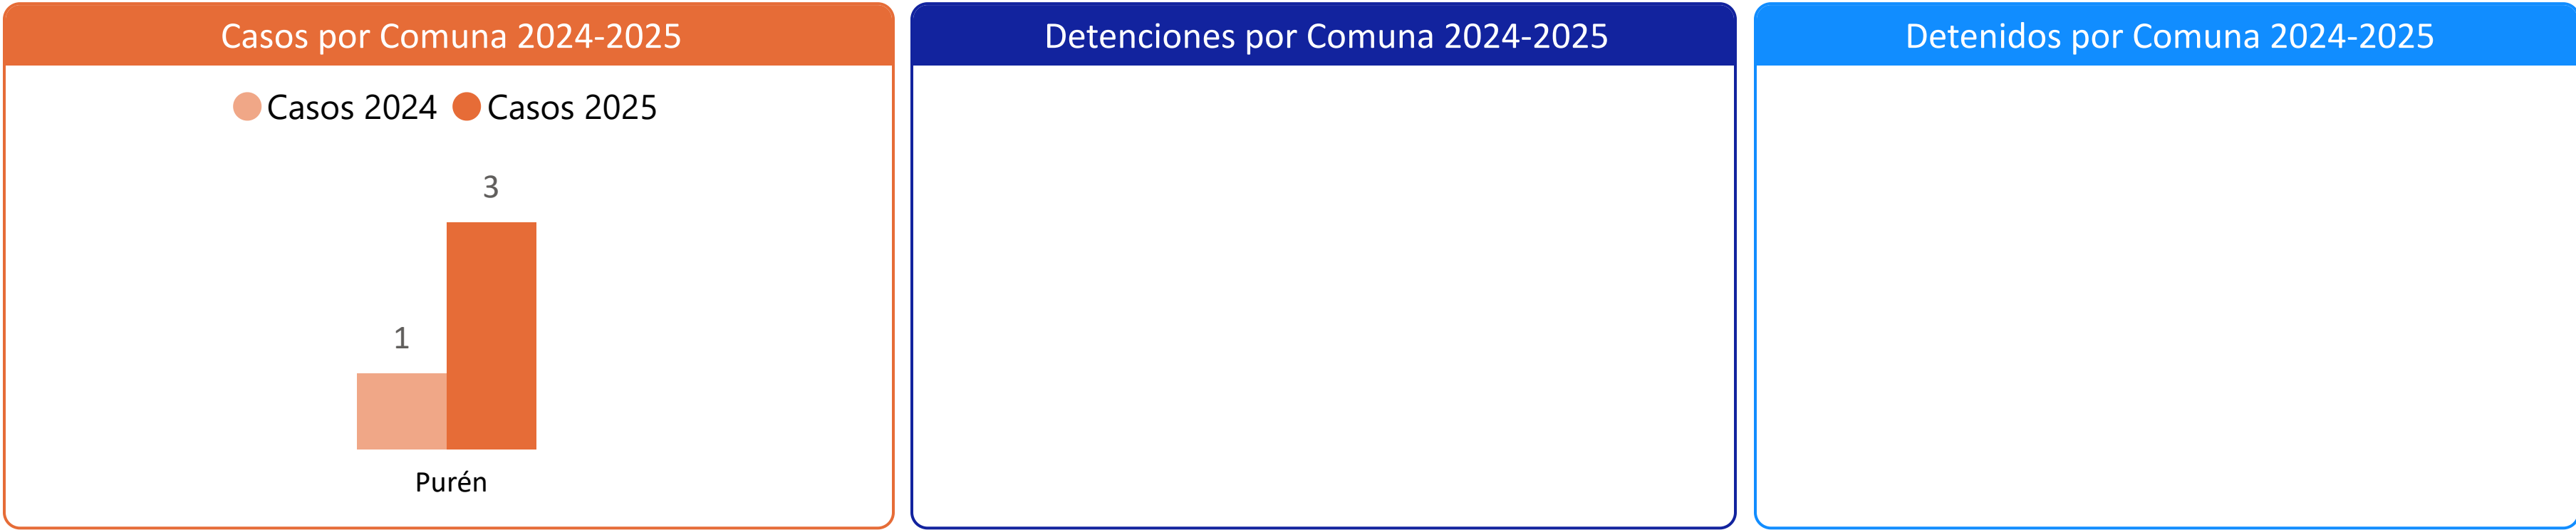 Casos por Comuna 2024-2025
Casos 2024 Casos 2025
3
1
Purén
Detenciones por Comuna 2024-2025
Detenidos por Comuna 2024-2025